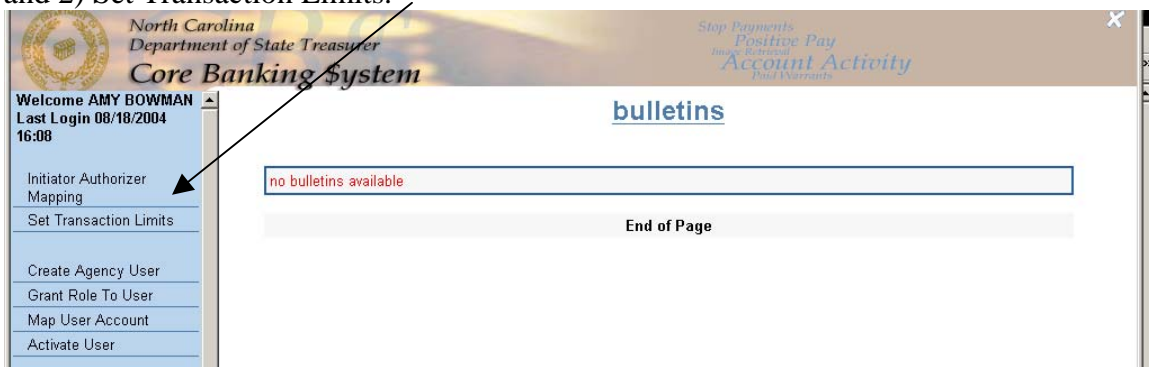 and 2) Set Transaction Limits.
North Carolina
Department of State Treasurer
Core Banking $ystem
Stop Payments
Positive Pay
Image Retrieval
Account Activity
Paid Warrants
Welcome AMY BOWMAN
Last Login 08/18/2004
16:08
Initiator Authorizer
Mapping
Set Transaction Limits
Create Agency User
Grant Role To User
Map User Account
Activate User
bulletins
no bulletins available
End of Page